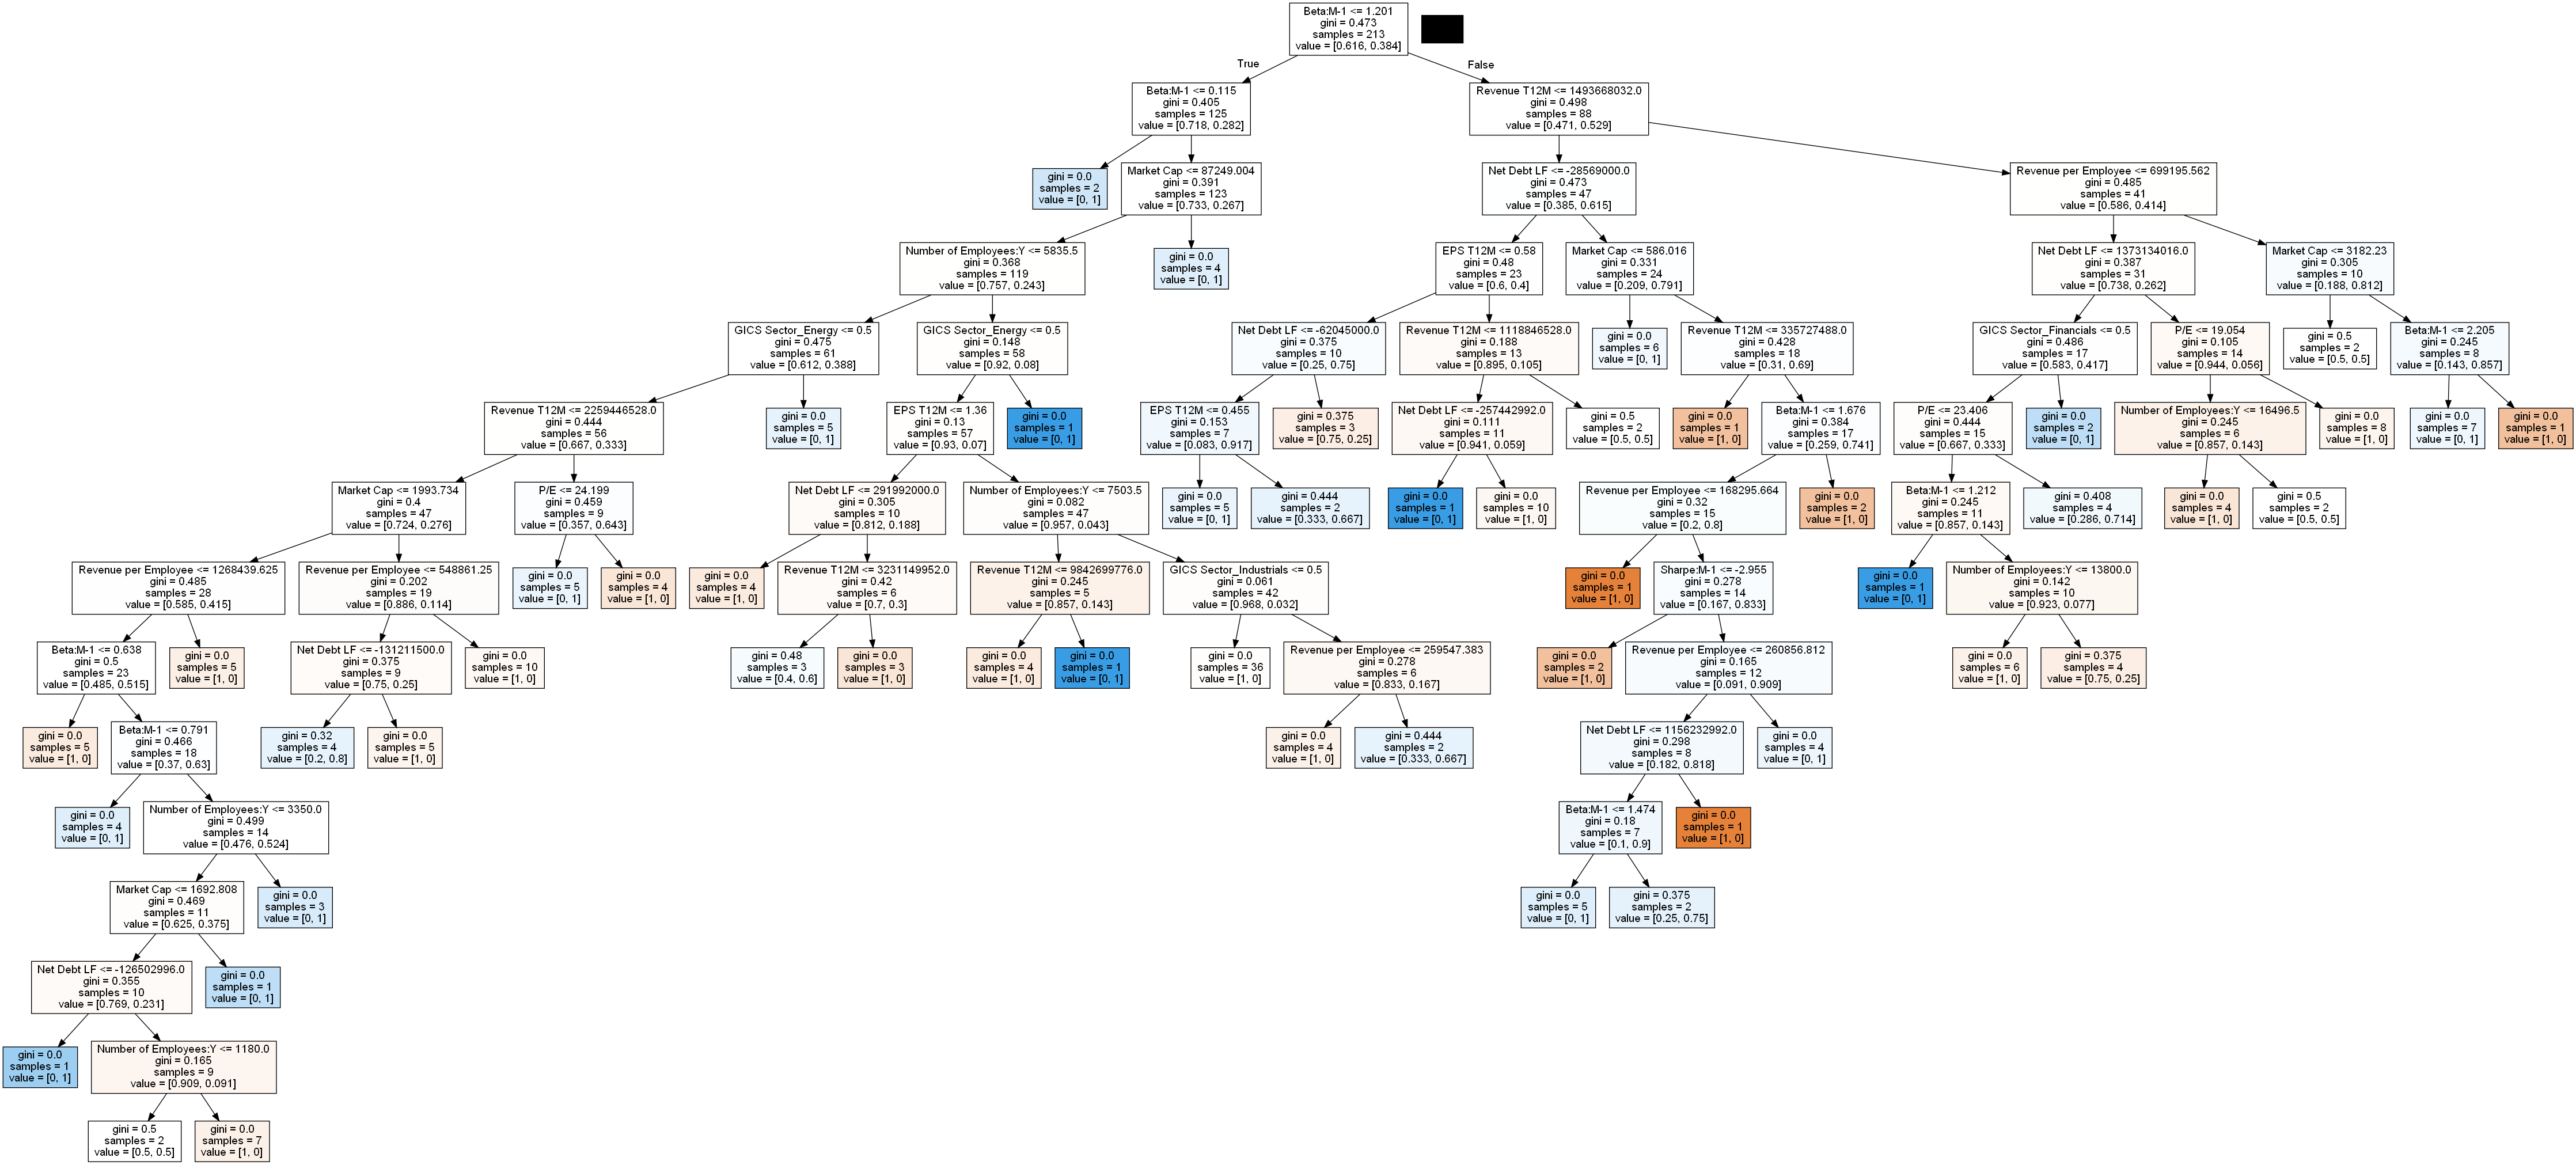 Beta:M-1 <= 1.201
gini = 0.473
samples = 213
value = [0.616, 0.384]
True
False
Beta:M-1 <= 0.115
gini = 0.405
samples = 125
value = [0.718, 0.282]
Revenue T12M <= 1493668032.0
gini = 0.498
samples = 88
value = [0.471, 0.529]
gini = 0.0
samples = 2
value = [0, 1]
Market Cap <= 87249.004
gini = 0.391
samples = 123
value = [0.733, 0.267]
Net Debt LF <= -28569000.0
gini = 0.473
samples = 47
value = [0.385, 0.615]
Revenue per Employee <= 699195.562
gini = 0.485
samples = 41
value = [0.586, 0.414]
Number of Employees:Y <= 5835.5
gini = 0.368
samples = 119
value = [0.757, 0.243]
gini = 0.0
samples = 4
value = [0, 1]
EPS T12M <= 0.58
gini = 0.48
samples = 23
value = [0.6, 0.4]
Market Cap <= 586.016
gini = 0.331
samples = 24
value = [0.209, 0.791]
Net Debt LF <= 1373134016.0
gini = 0.387
samples = 31
value = [0.738, 0.262]
Market Cap <= 3182.23
gini = 0.305
samples = 10
value = [0.188, 0.812]
GICS Sector_Energy <= 0.5
gini = 0.475
samples = 61
value = [0.612, 0.388]
GICS Sector_Energy <= 0.5
gini = 0.148
samples = 58
value = [0.92, 0.08]
Net Debt LF <= -62045000.0
gini = 0.375
samples = 10
value = [0.25, 0.75]
Revenue T12M <= 1118846528.0
gini = 0.188
samples = 13
value = [0.895, 0.105]
gini = 0.0
samples = 6
value = [0, 1]
Revenue T12M <= 335727488.0
gini = 0.428
samples = 18
value = [0.31, 0.69]
GICS Sector_Financials <= 0.5
gini = 0.486
samples = 17
value = [0.583, 0.417]
P/E <= 19.054
gini = 0.105
samples = 14
value = [0.944, 0.056]
gini = 0.5
samples = 2
value = [0.5, 0.5]
Beta:M-1 <= 2.205
gini = 0.245
samples = 8
value = [0.143, 0.857]
Revenue T12M <= 2259446528.0
gini = 0.444
samples = 56
value = [0.667, 0.333]
gini = 0.0
samples = 5
value = [0, 1]
EPS T12M <= 1.36
gini = 0.13
samples = 57
value = [0.93, 0.07]
gini = 0.0
samples = 1
value = [0, 1]
EPS T12M <= 0.455
gini = 0.153
samples = 7
value = [0.083, 0.917]
gini = 0.375
samples = 3
value = [0.75, 0.25]
Net Debt LF <= -257442992.0
gini = 0.111
samples = 11
value = [0.941, 0.059]
gini = 0.5
samples = 2
value = [0.5, 0.5]
gini = 0.0
samples = 1
value = [1, 0]
Beta:M-1 <= 1.676
gini = 0.384
samples = 17
value = [0.259, 0.741]
P/E <= 23.406
gini = 0.444
samples = 15
value = [0.667, 0.333]
gini = 0.0
samples = 2
value = [0, 1]
Number of Employees:Y <= 16496.5
gini = 0.245
samples = 6
value = [0.857, 0.143]
gini = 0.0
samples = 8
value = [1, 0]
gini = 0.0
samples = 7
value = [0, 1]
gini = 0.0
samples = 1
value = [1, 0]
Market Cap <= 1993.734
gini = 0.4
samples = 47
value = [0.724, 0.276]
P/E <= 24.199
gini = 0.459
samples = 9
value = [0.357, 0.643]
Net Debt LF <= 291992000.0
gini = 0.305
samples = 10
value = [0.812, 0.188]
Number of Employees:Y <= 7503.5
gini = 0.082
samples = 47
value = [0.957, 0.043]
gini = 0.0
samples = 5
value = [0, 1]
gini = 0.444
samples = 2
value = [0.333, 0.667]
gini = 0.0
samples = 1
value = [0, 1]
gini = 0.0
samples = 10
value = [1, 0]
Revenue per Employee <= 168295.664
gini = 0.32
samples = 15
value = [0.2, 0.8]
gini = 0.0
samples = 2
value = [1, 0]
Beta:M-1 <= 1.212
gini = 0.245
samples = 11
value = [0.857, 0.143]
gini = 0.408
samples = 4
value = [0.286, 0.714]
gini = 0.0
samples = 4
value = [1, 0]
gini = 0.5
samples = 2
value = [0.5, 0.5]
Revenue per Employee <= 1268439.625
gini = 0.485
samples = 28
value = [0.585, 0.415]
Revenue per Employee <= 548861.25
gini = 0.202
samples = 19
value = [0.886, 0.114]
gini = 0.0
samples = 5
value = [0, 1]
gini = 0.0
samples = 4
value = [1, 0]
gini = 0.0
samples = 4
value = [1, 0]
Revenue T12M <= 3231149952.0
gini = 0.42
samples = 6
value = [0.7, 0.3]
Revenue T12M <= 9842699776.0
gini = 0.245
samples = 5
value = [0.857, 0.143]
GICS Sector_Industrials <= 0.5
gini = 0.061
samples = 42
value = [0.968, 0.032]
gini = 0.0
samples = 1
value = [1, 0]
Sharpe:M-1 <= -2.955
gini = 0.278
samples = 14
value = [0.167, 0.833]
gini = 0.0
samples = 1
value = [0, 1]
Number of Employees:Y <= 13800.0
gini = 0.142
samples = 10
value = [0.923, 0.077]
Beta:M-1 <= 0.638
gini = 0.5
samples = 23
value = [0.485, 0.515]
gini = 0.0
samples = 5
value = [1, 0]
Net Debt LF <= -131211500.0
gini = 0.375
samples = 9
value = [0.75, 0.25]
gini = 0.0
samples = 10
value = [1, 0]
gini = 0.48
samples = 3
value = [0.4, 0.6]
gini = 0.0
samples = 3
value = [1, 0]
gini = 0.0
samples = 4
value = [1, 0]
gini = 0.0
samples = 1
value = [0, 1]
gini = 0.0
samples = 36
value = [1, 0]
Revenue per Employee <= 259547.383
gini = 0.278
samples = 6
value = [0.833, 0.167]
gini = 0.0
samples = 2
value = [1, 0]
Revenue per Employee <= 260856.812
gini = 0.165
samples = 12
value = [0.091, 0.909]
gini = 0.0
samples = 6
value = [1, 0]
gini = 0.375
samples = 4
value = [0.75, 0.25]
gini = 0.0
samples = 5
value = [1, 0]
Beta:M-1 <= 0.791
gini = 0.466
samples = 18
value = [0.37, 0.63]
gini = 0.32
samples = 4
value = [0.2, 0.8]
gini = 0.0
samples = 5
value = [1, 0]
gini = 0.0
samples = 4
value = [1, 0]
gini = 0.444
samples = 2
value = [0.333, 0.667]
Net Debt LF <= 1156232992.0
gini = 0.298
samples = 8
value = [0.182, 0.818]
gini = 0.0
samples = 4
value = [0, 1]
gini = 0.0
samples = 4
value = [0, 1]
Number of Employees:Y <= 3350.0
gini = 0.499
samples = 14
value = [0.476, 0.524]
Beta:M-1 <= 1.474
gini = 0.18
samples = 7
value = [0.1, 0.9]
gini = 0.0
samples = 1
value = [1, 0]
Market Cap <= 1692.808
gini = 0.469
samples = 11
value = [0.625, 0.375]
gini = 0.0
samples = 3
value = [0, 1]
gini = 0.0
samples = 5
value = [0, 1]
gini = 0.375
samples = 2
value = [0.25, 0.75]
Net Debt LF <= -126502996.0
gini = 0.355
samples = 10
value = [0.769, 0.231]
gini = 0.0
samples = 1
value = [0, 1]
gini = 0.0
samples = 1
value = [0, 1]
Number of Employees:Y <= 1180.0
gini = 0.165
samples = 9
value = [0.909, 0.091]
gini = 0.5
samples = 2
value = [0.5, 0.5]
gini = 0.0
samples = 7
value = [1, 0]